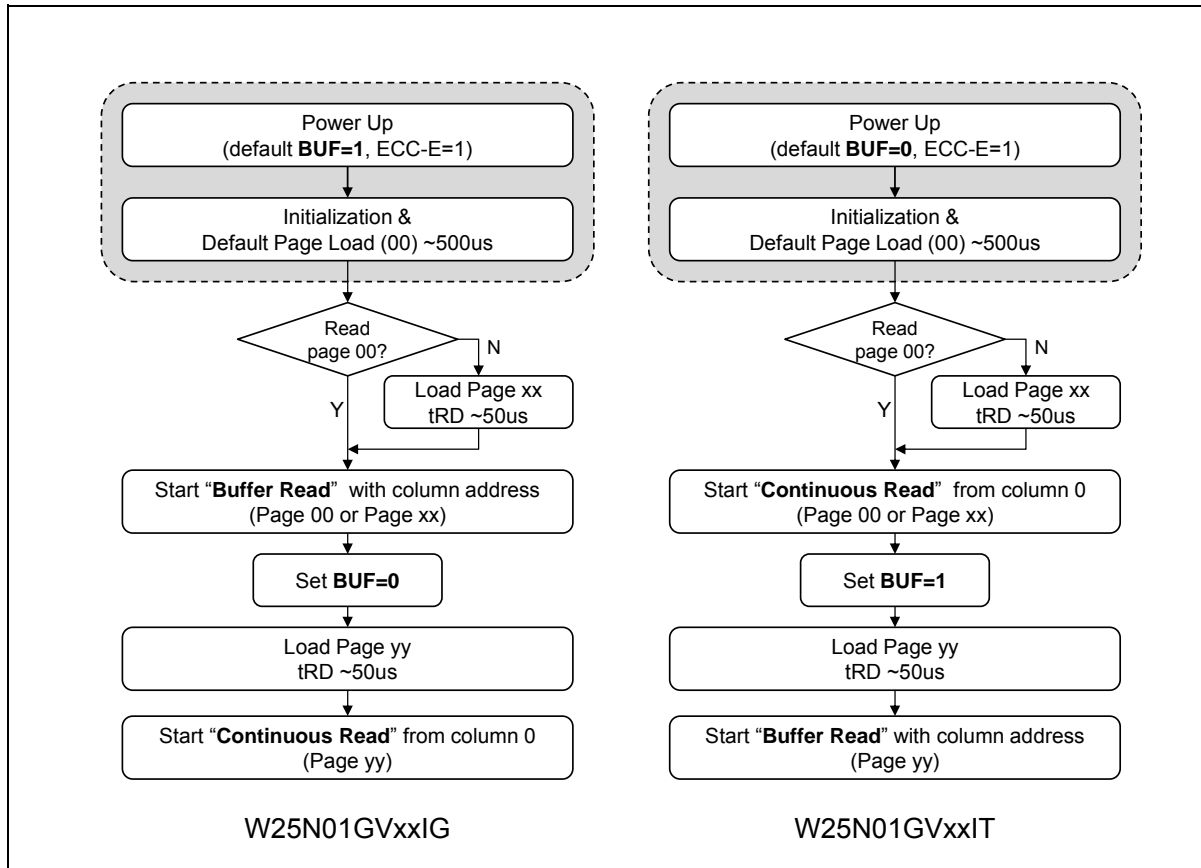 Power Up
(default BUF=1, ECC-E=1)
Initialization &
Default Page Load (00) ~500us
Read
page 00?
N
Load Page xx
tRD ~50us
Y
Start “Buffer Read” with column address
(Page 00 or Page xx)
Set BUF=0
Load Page yy
tRD ~50us
Start “Continuous Read” from column 0
(Page yy)
W25N01GVxxIG
Power Up
(default BUF=0, ECC-E=1)
Initialization &
Default Page Load (00) ~500us
Read
page 00?
N
Load Page xx
tRD ~50us
Y
Start “Continuous Read” from column 0
(Page 00 or Page xx)
Set BUF=1
Load Page yy
tRD ~50us
Start “Buffer Read” with column address
(Page yy)
W25N01GVxxIT